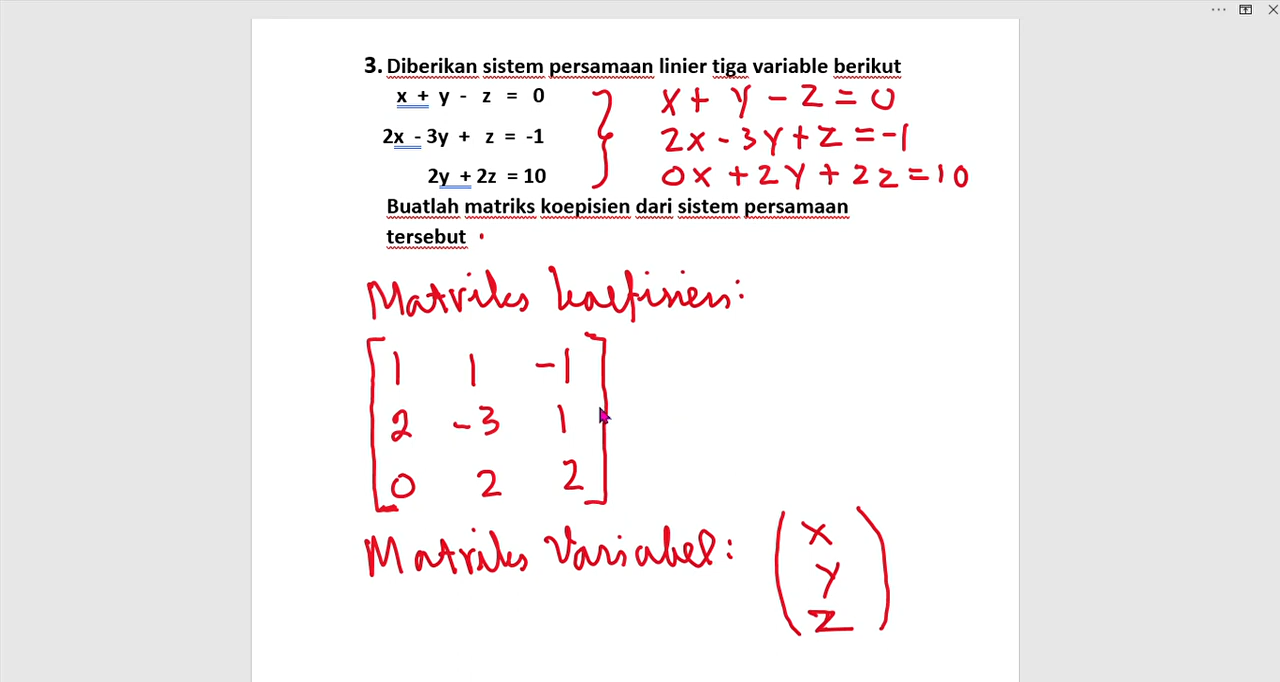 3. Diberikan sistem persamaan linier tiga variable berikut
x + y - z = 0
2x - 3y + z = -1
2y + 2z = 10
x + y - z = 0
2x - 3y + z = -1
0x + 2y + 2z = 10
Buatlah matriks koepisien dari sistem persamaan
tersebut .
Matriks koefisien:
1 1 -1
2 -3 1
0 2 2
Matriks Variabel:
x
y
z